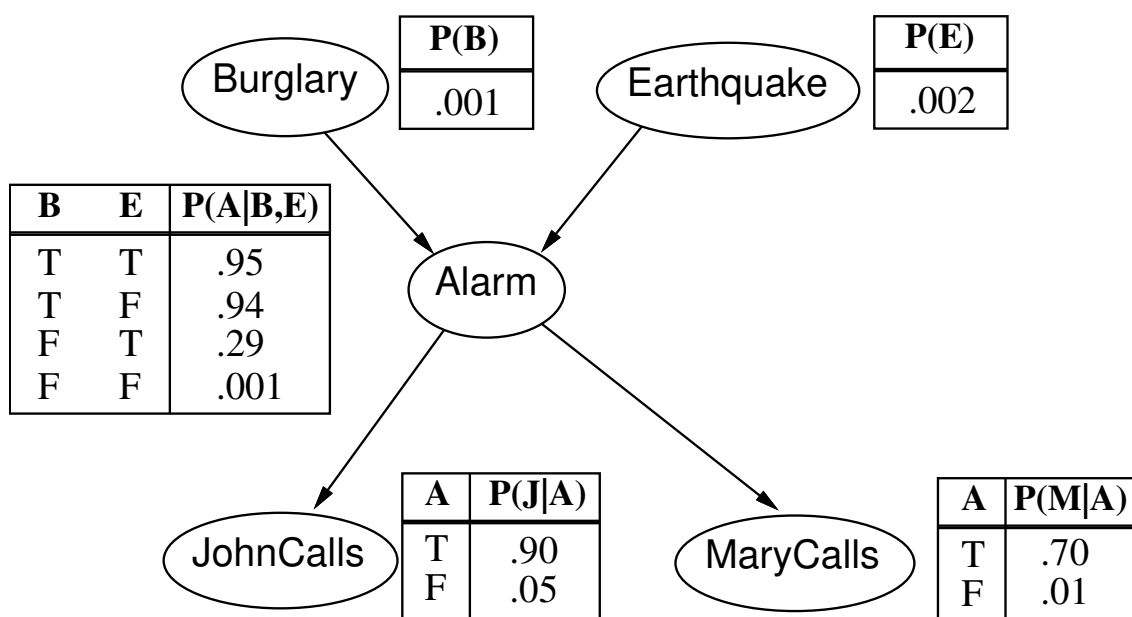 Burglary
P(B)
.001
Earthquake
P(E)
.002
B E P(A|B,E)
T T .95
T F .94
F T .29
F F .001
Alarm
JohnCalls
A P(J|A)
T .90
F .05
MaryCalls
A P(M|A)
T .70
F .01